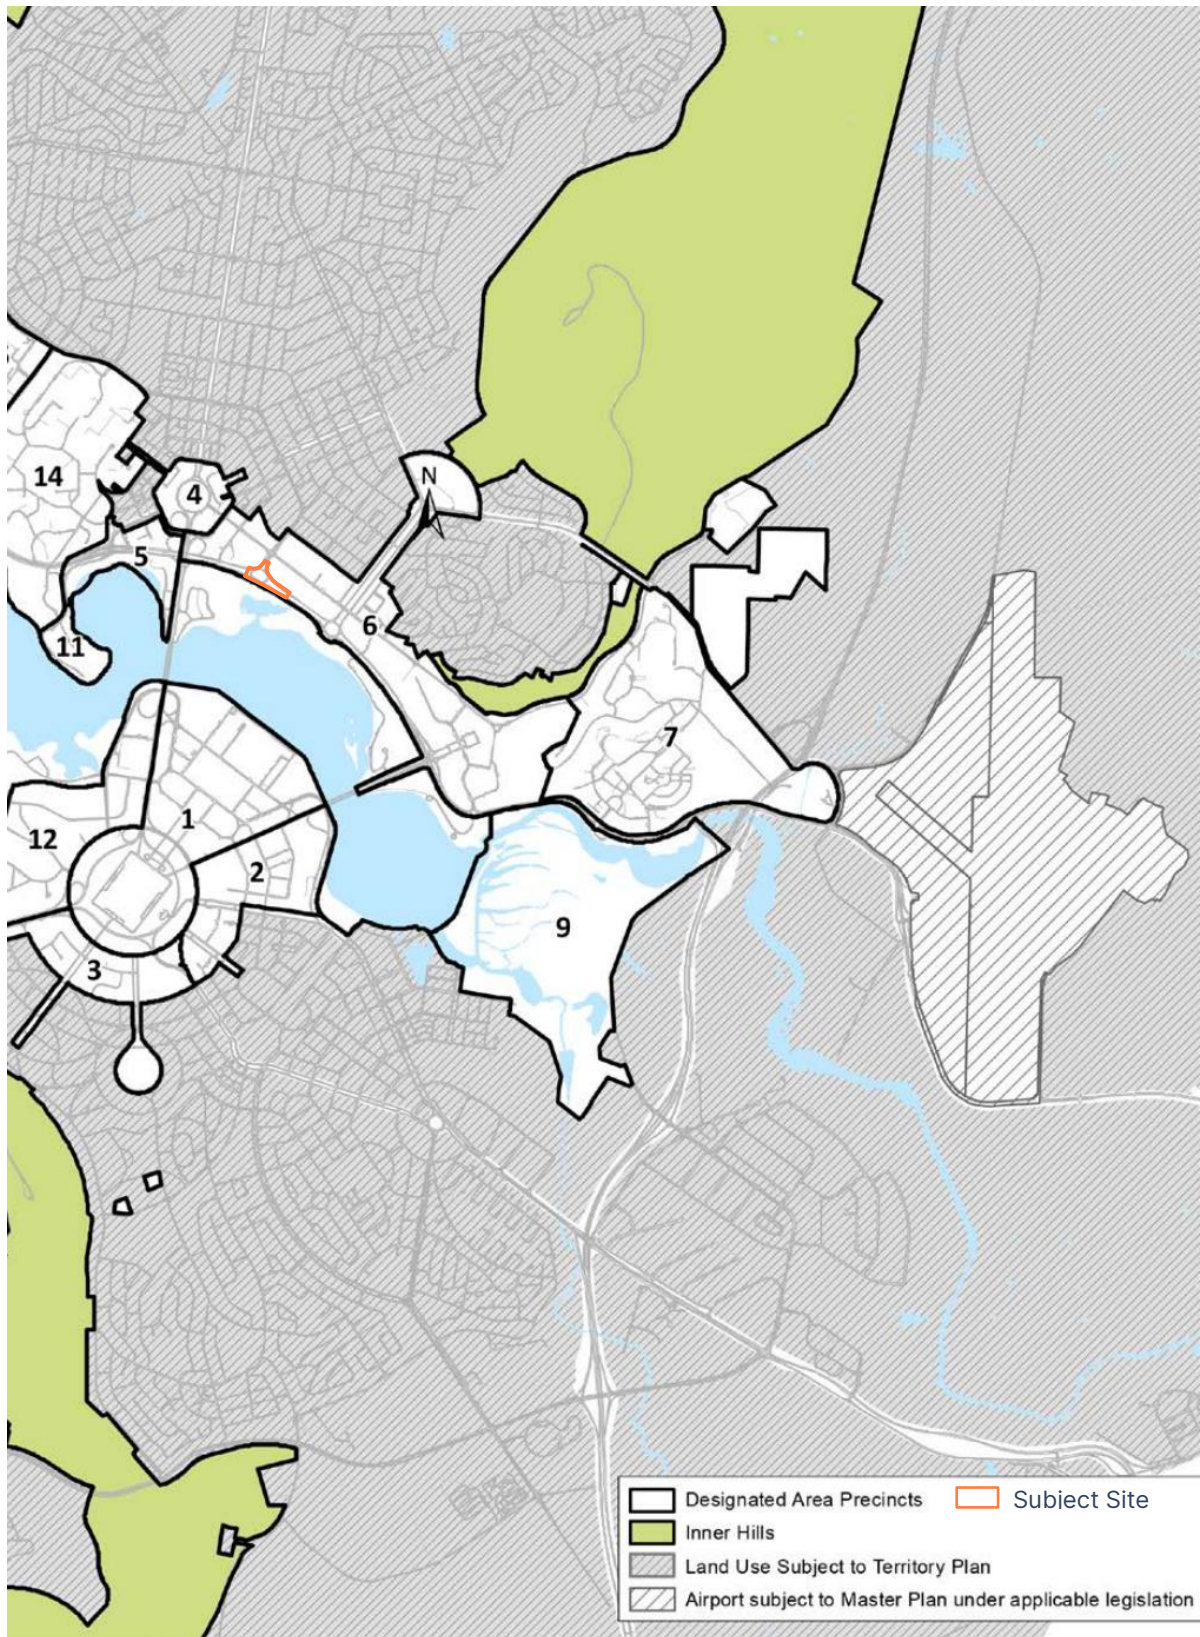 N
14
4
5
6
11
7
1
12
2
9
3
Designated Area Precincts
Subject Site
Inner Hills
Land Use Subject to Territory Plan
Airport subject to Master Plan under applicable legislation